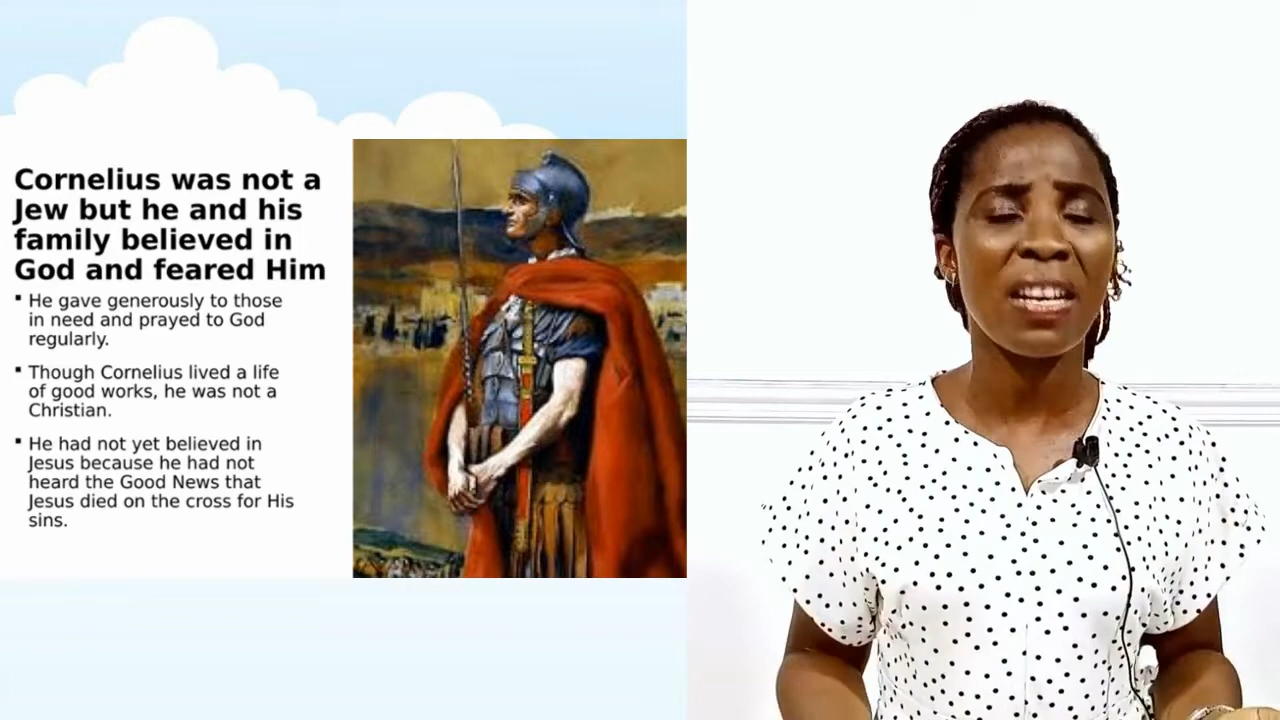 Cornelius was not a
Jew but he and his
family believed in
God and feared Him
▪ He gave generously to those
in need and prayed to God
regularly.
▪ Though Cornelius lived a life
of good works, he was not a
Christian.
▪ He had not yet believed in
Jesus because he had not
heard the Good News that
Jesus died on the cross for His
sins.